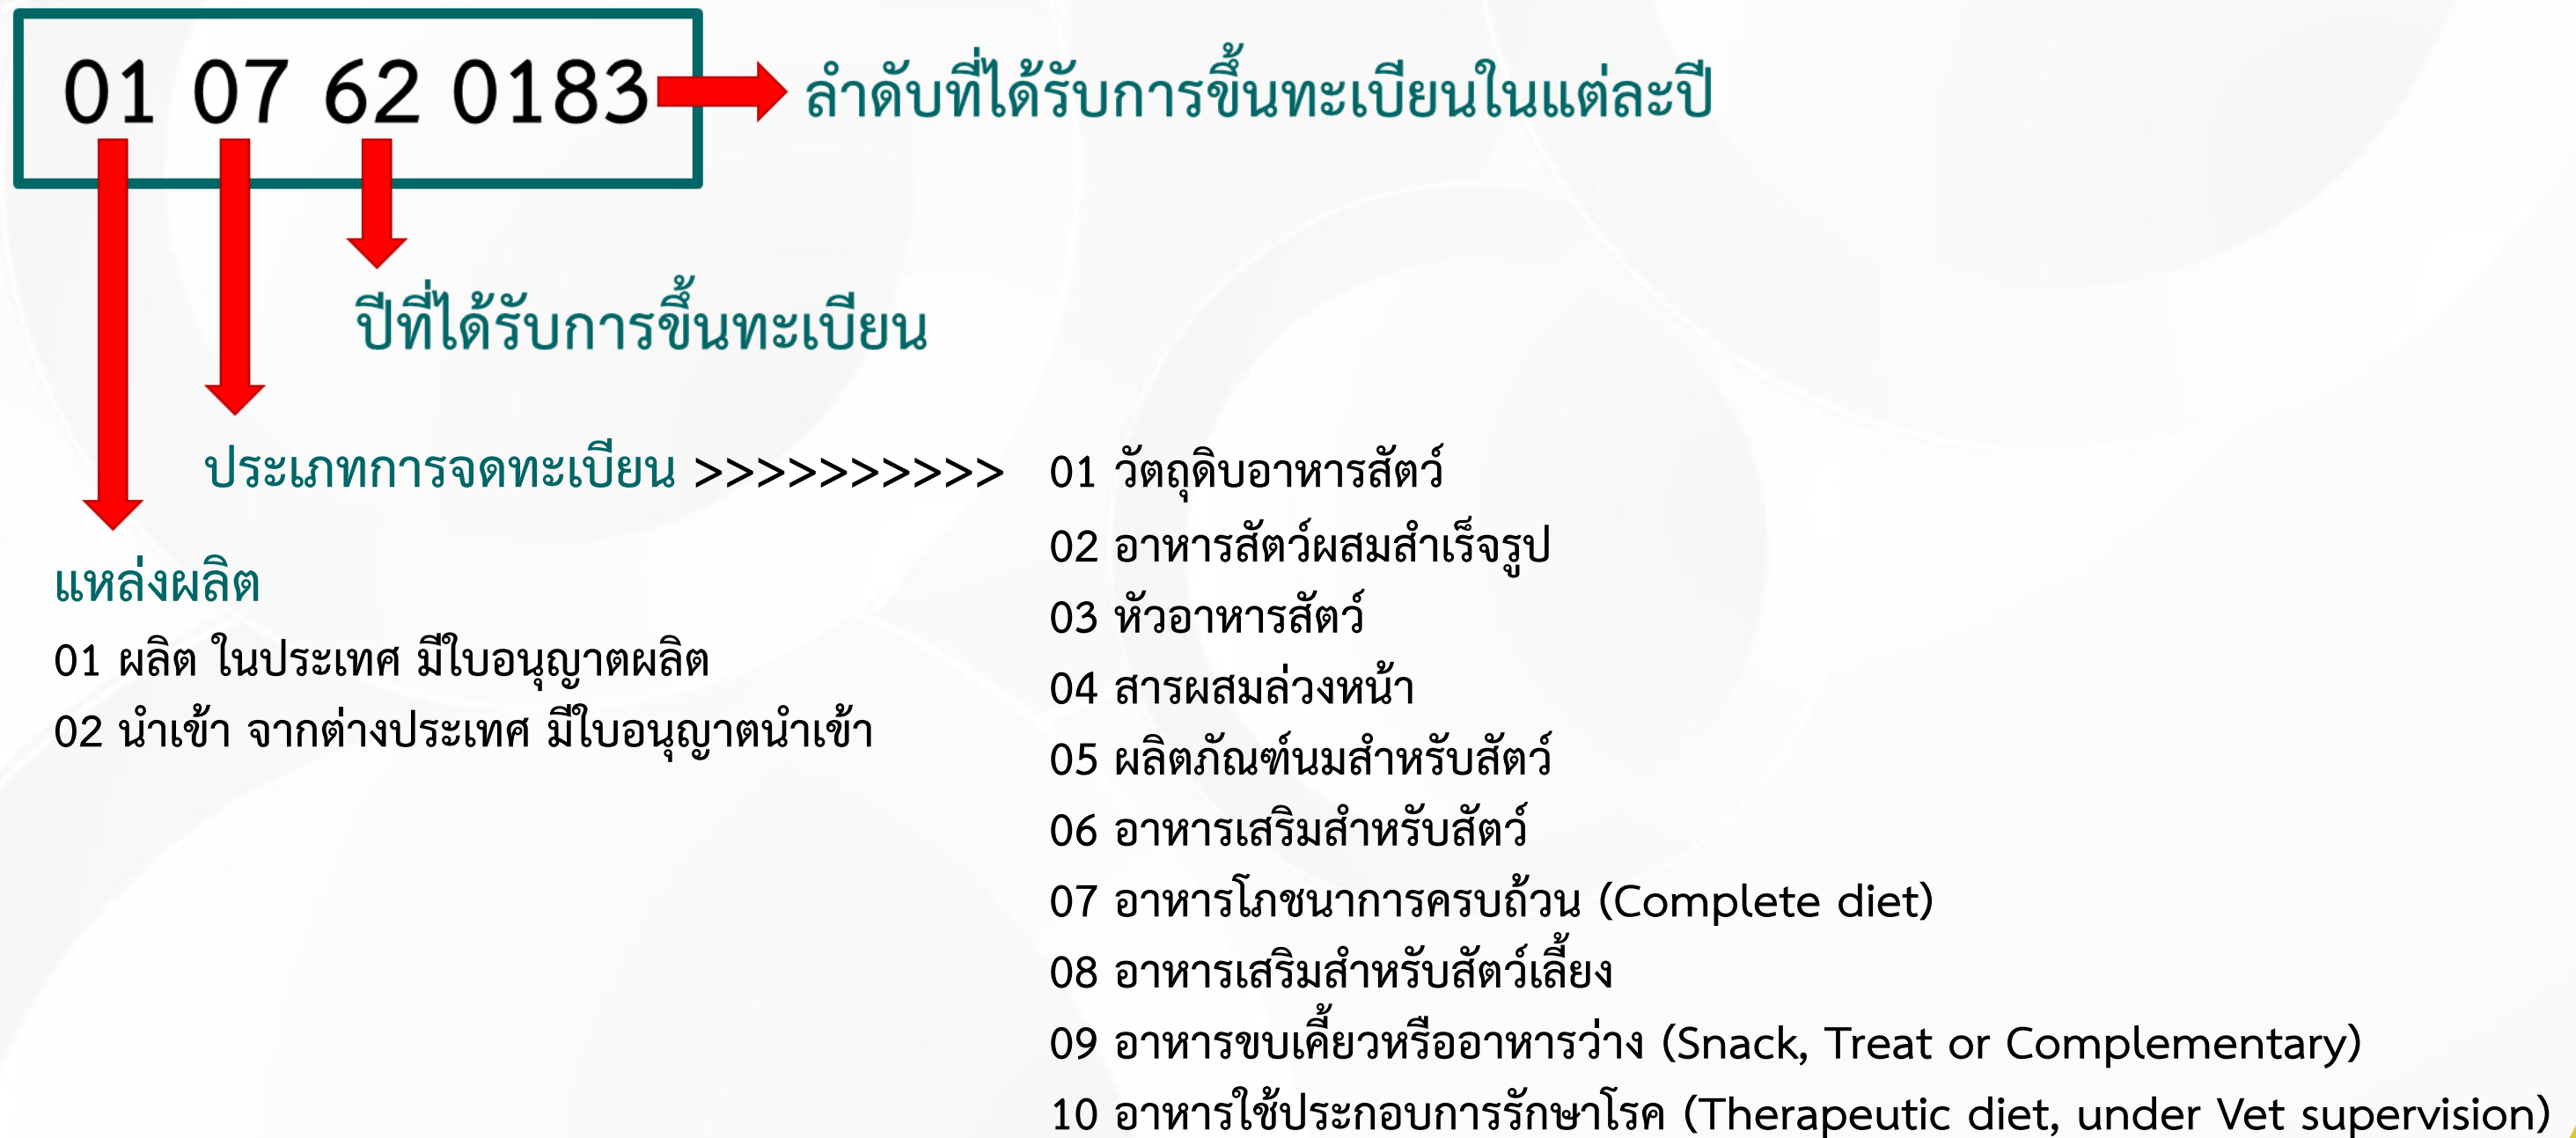 01 07 62 0183 ลำดับที่ได้รับการขึ้นทะเบียนในแต่ละปี
ปีที่ได้รับการขึ้นทะเบียน
ประเภทการจดทะเบียน >>>>>>>>>>
แหล่งผลิต
01 ผลิต ในประเทศ มีใบอนุญาตผลิต
02 นำเข้า จากต่างประเทศ มีใบอนุญาตนำเข้า
01 วัตถุดิบอาหารสัตว์
02 อาหารสัตว์ผสมสำเร็จรูป
03 หัวอาหารสัตว์
04 สารผสมล่วงหน้า
05 ผลิตภัณฑ์นมสำหรับสัตว์
06 อาหารเสริมสำหรับสัตว์
07 อาหารโภชนาการครบถ้วน (Complete diet)
08 อาหารเสริมสำหรับสัตว์เลี้ยง
09 อาหารขบเคี้ยวหรืออาหารว่าง (Snack, Treat or Complementary)
10 อาหารใช้ประกอบการรักษาโรค (Therapeutic diet, under Vet supervision)